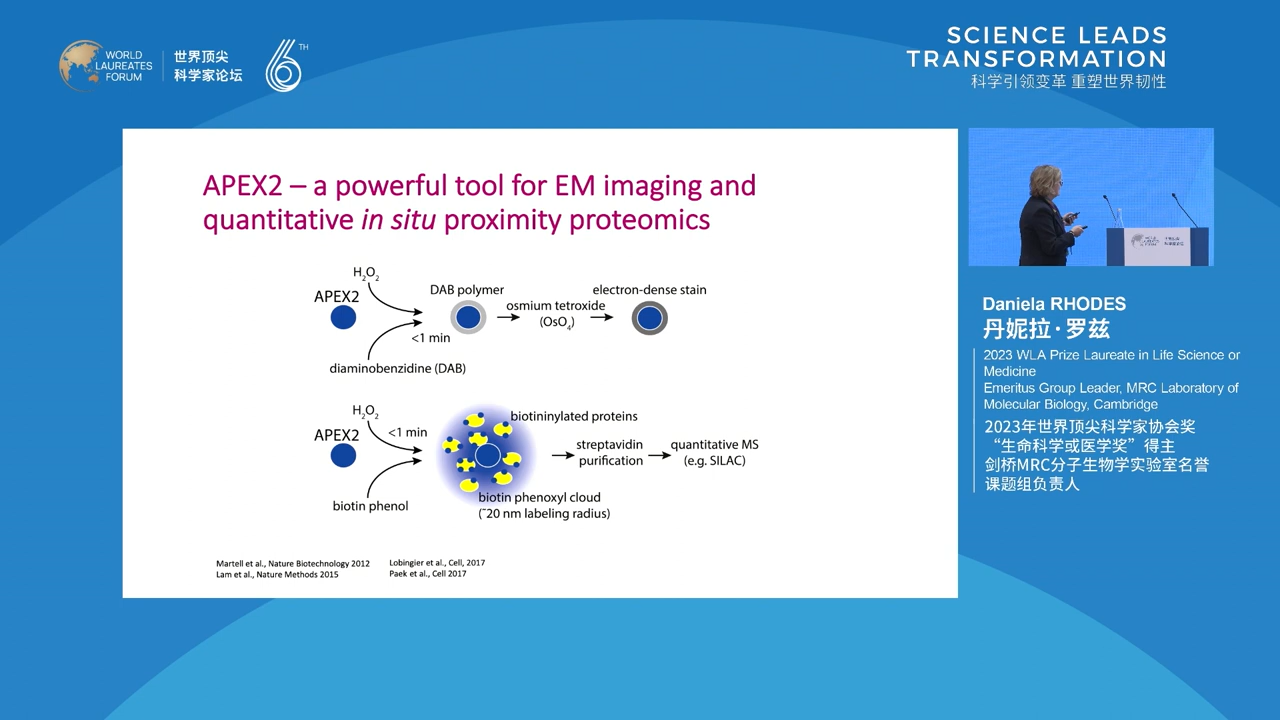 WORLD
LAUREATES
FORUM
世界顶尖
科学家论坛
6TH
SCIENCE LEADS
TRANSFORMATION
科学引领变革 重塑世界韧性
APEX2 – a powerful tool for EM imaging and
quantitative in situ proximity proteomics
H2O2
APEX2
DAB polymer
electron-dense stain
osmium tetroxide
(OsO4)
<1 min
diaminobenzidine (DAB)
H2O2
APEX2
<1 min
biotininylated proteins
streptavidin
purification
quantitative MS
(e.g. SILAC)
biotin phenol
biotin phenoxyl cloud
(~20 nm labeling radius)
Martell et al., Nature Biotechnology 2012
Lam et al., Nature Methods 2015
Lobingier et al., Cell, 2017
Paek et al., Cell 2017
Daniela RHODES
丹妮拉·罗兹
2023 WLA Prize Laureate in Life Science or
Medicine
Emeritus Group Leader, MRC Laboratory of
Molecular Biology, Cambridge
2023年世界顶尖科学家协会奖
“生命科学或医学奖”得主
剑桥MRC分子生物学实验室名誉
课题组负责人